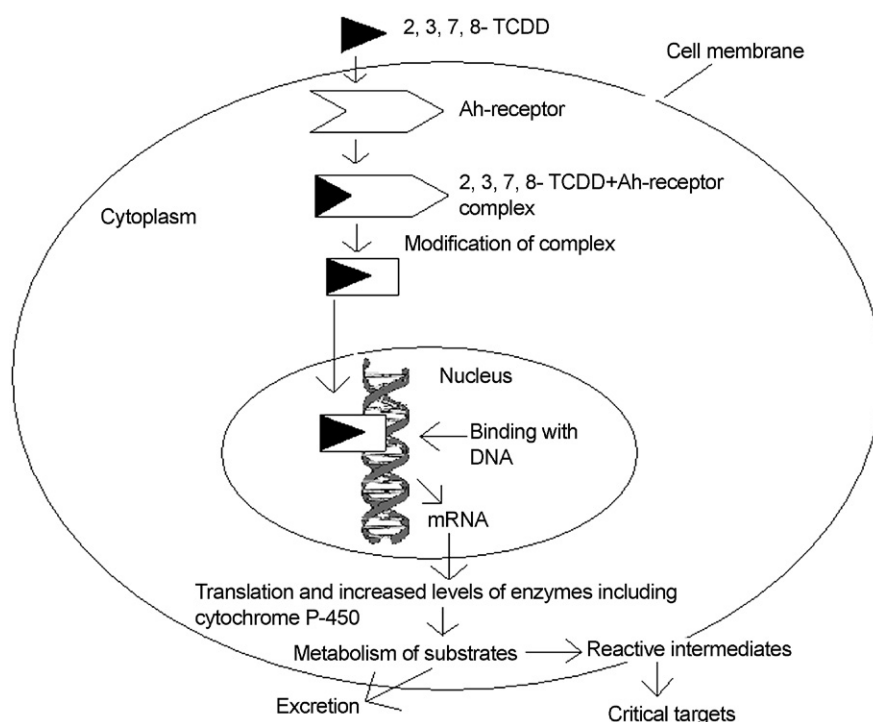 2, 3, 7, 8- TCDD
Cell membrane
Ah-receptor
2, 3, 7, 8- TCDD+Ah-receptor
complex
Cytoplasm
Modification of complex
Nucleus
Binding with
DNA
mRNA
Translation and increased levels of enzymes including
cytochrome P-450
Metabolism of substrates
Reactive intermediates
Excretion
Critical targets